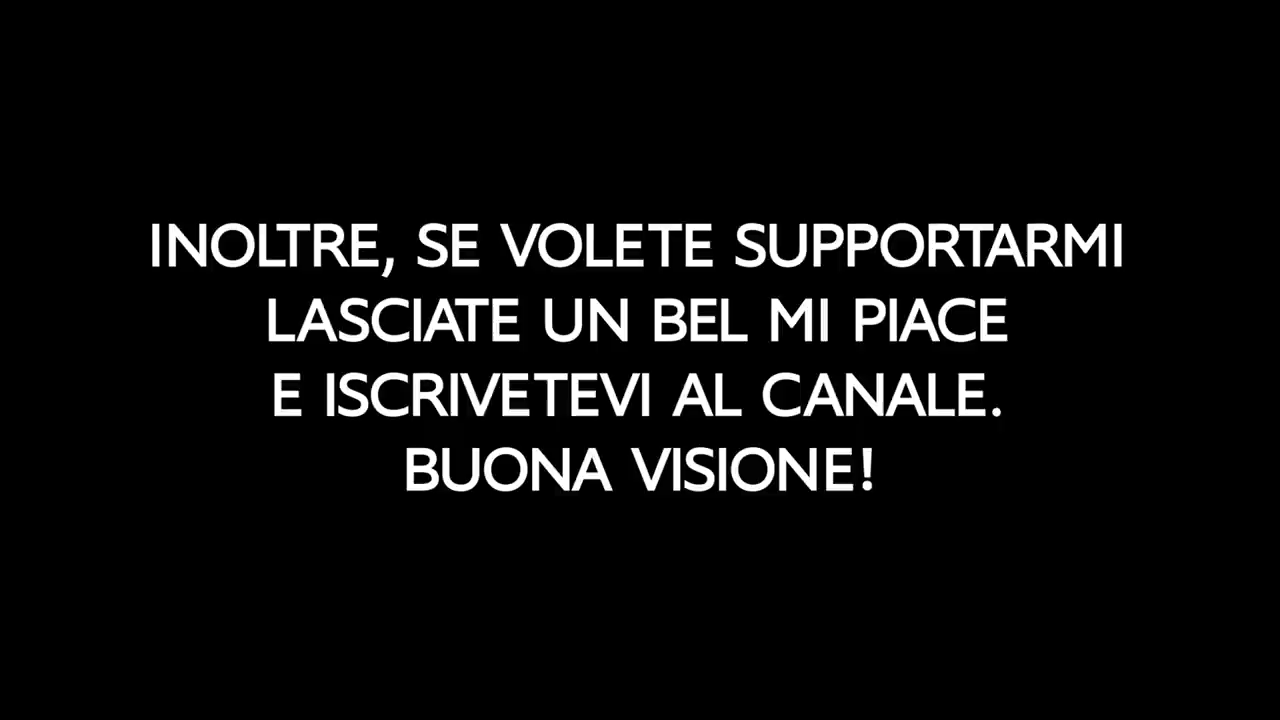 INOLTRE, SE VOLETE SUPPORTARMI
LASCIATE UN BEL MI PIACE
E ISCRIVETEVI AL CANALE.
BUONA VISIONE!